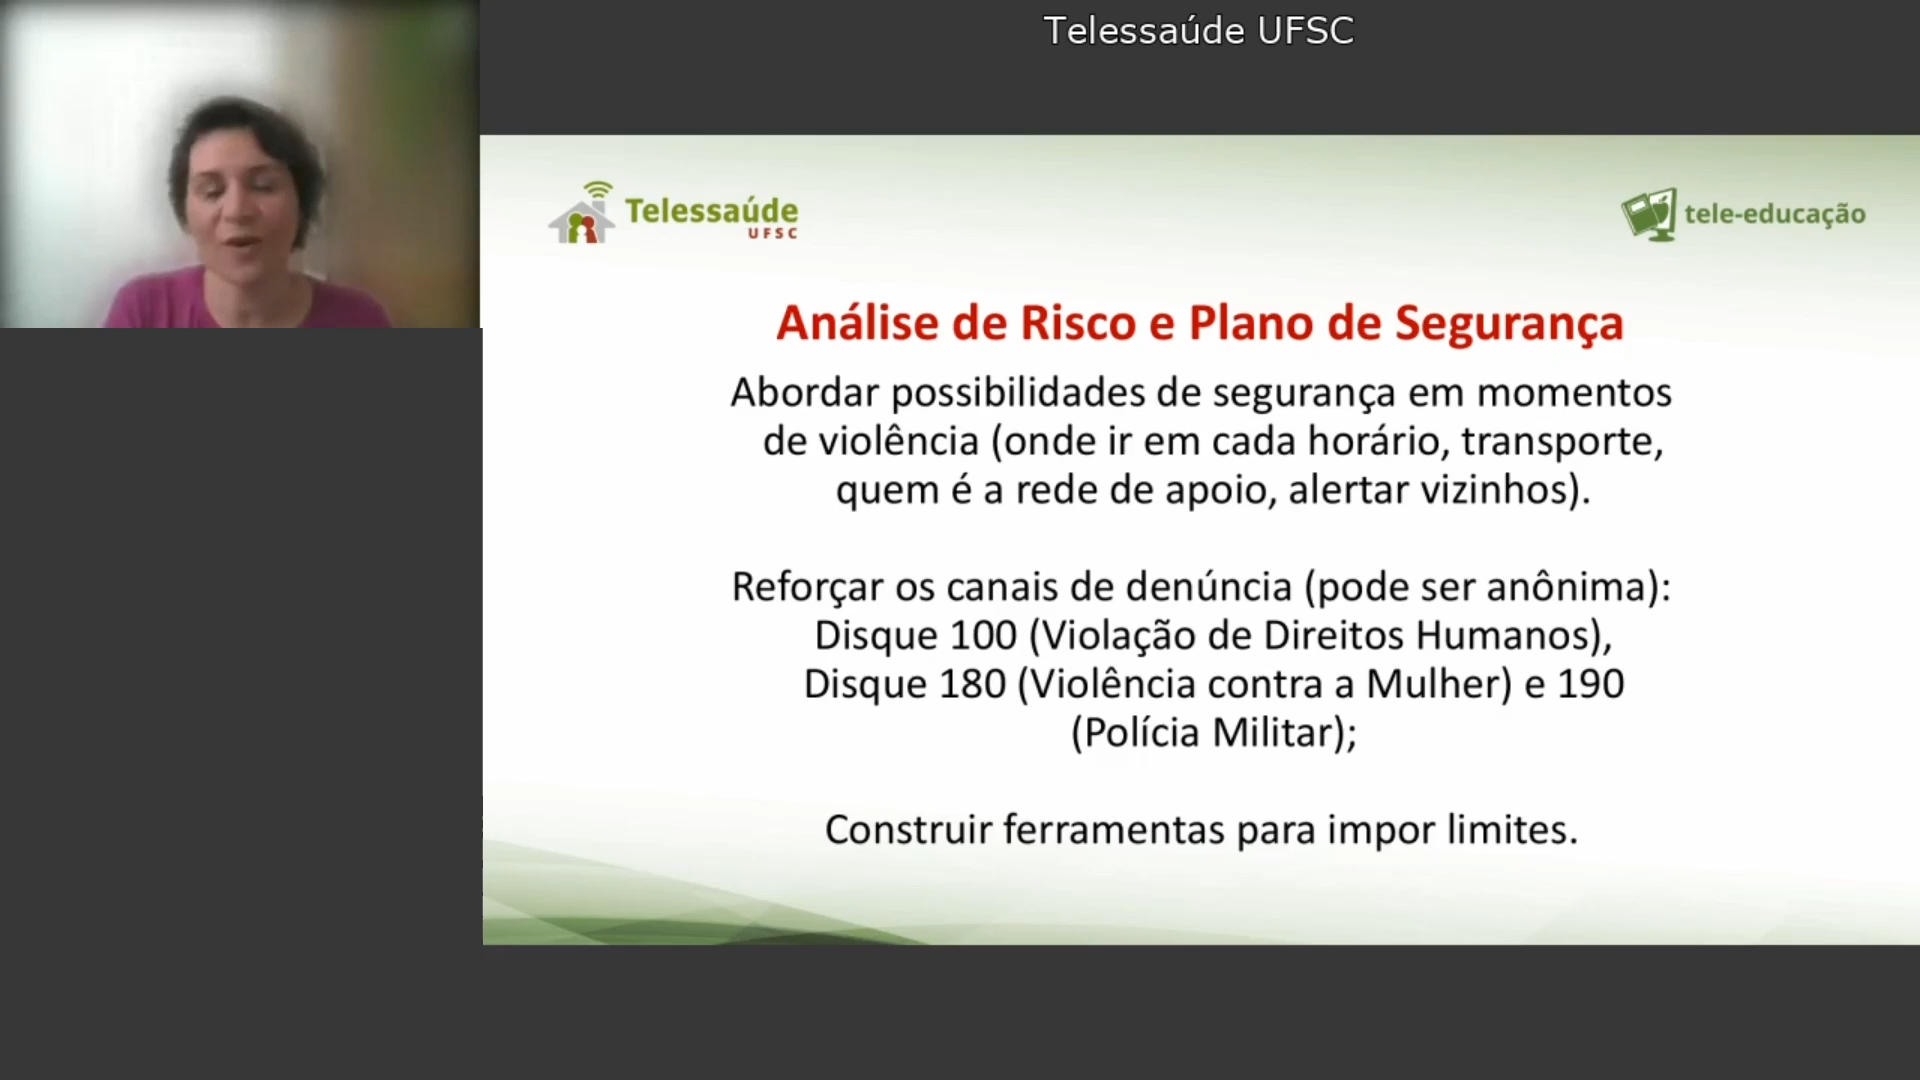 Telessaúde UFSC
Telessaúde
UFSC
tele-educação
Análise de Risco e Plano de Segurança
Abordar possibilidades de segurança em momentos
de violência (onde ir em cada horário, transporte,
quem é a rede de apoio, alertar vizinhos).
Reforçar os canais de denúncia (pode ser anônima):
Disque 100 (Violação de Direitos Humanos),
Disque 180 (Violência contra a Mulher) e 190
(Polícia Militar);
Construir ferramentas para impor limites.